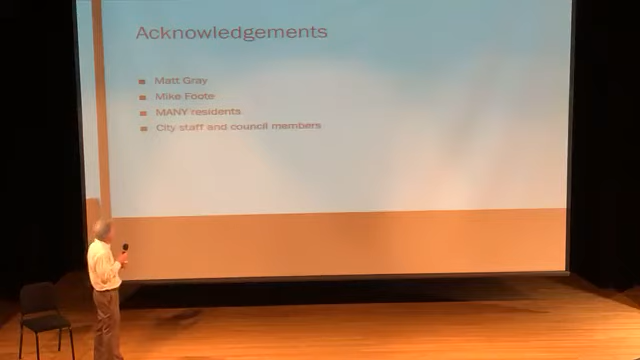 Acknowledgements
Matt Gray
Mike Foote
MANY residents
City staff and council members